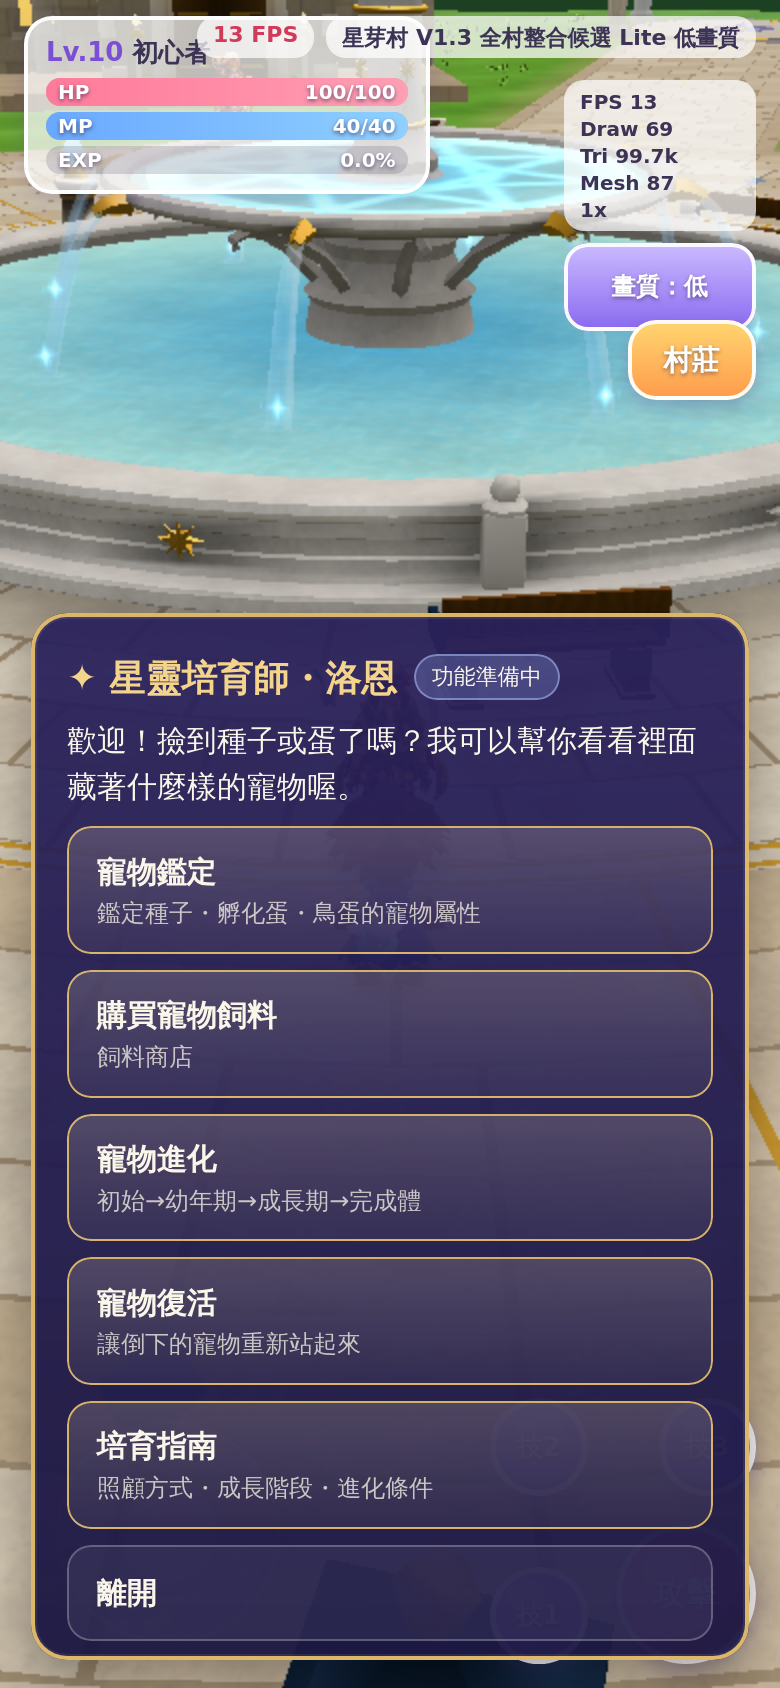 13 FPS
星芽村 V1.3 全村整合候選 Lite 低畫質
Lv.10 初心者
HP 100/100
MP 40/40
EXP 0.0%
FPS 13
Draw 69
Tri 99.7k
Mesh 87
1x
畫質：低
村莊
✦ 星靈培育師・洛恩 功能準備中
歡迎！撿到種子或蛋了嗎？我可以幫你看看裡面
藏著什麼樣的寵物喔。
寵物鑑定
鑑定種子・孵化蛋・鳥蛋的寵物屬性
購買寵物飼料
飼料商店
寵物進化
初始→幼年期→成長期→完成體
寵物復活
讓倒下的寵物重新站起來
培育指南
照顧方式・成長階段・進化條件
技2
技3
離開
技1
攻擊